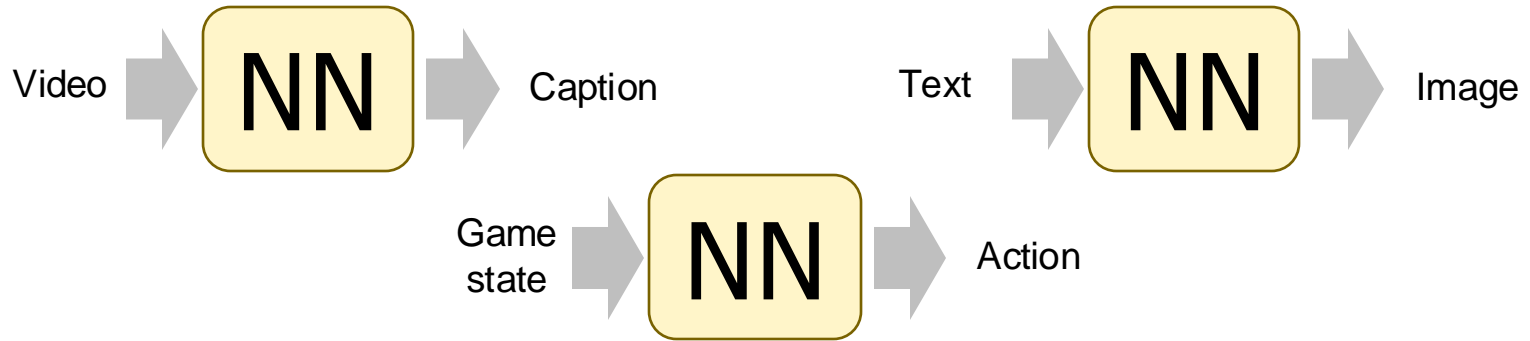 Video NN Caption
Text NN Image
Game
state
NN Action